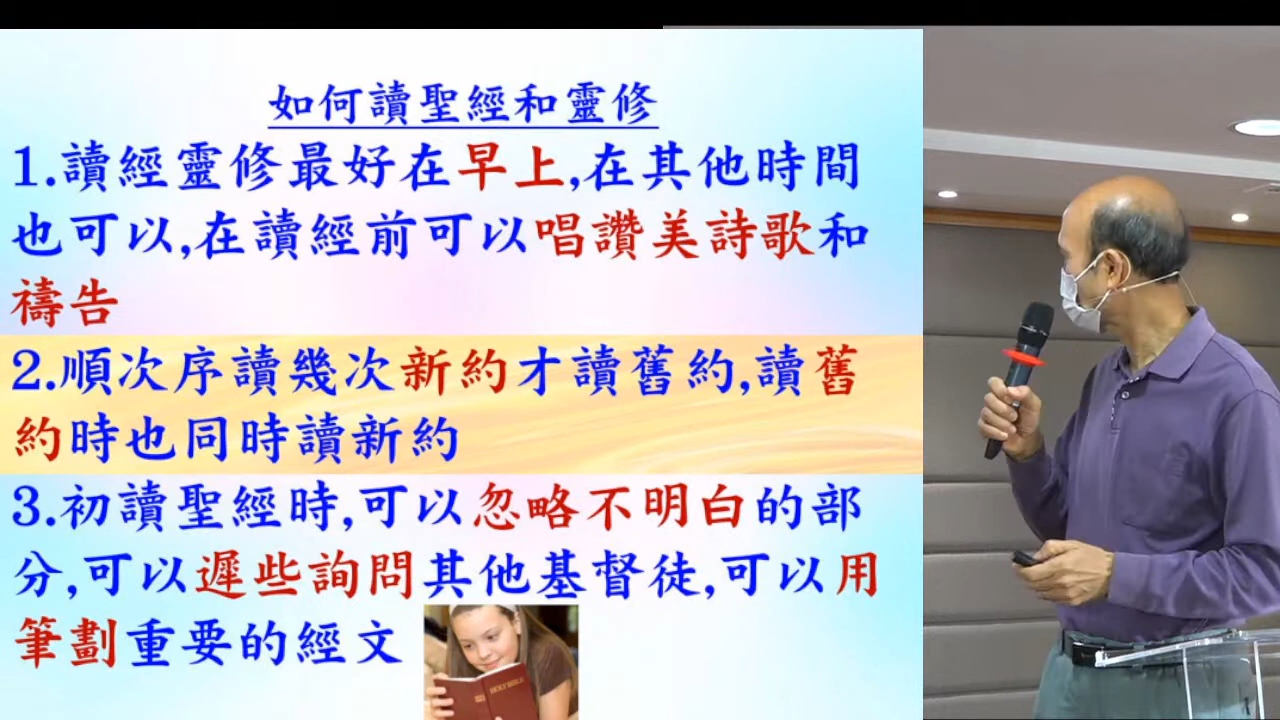 如何讀聖經和靈修
1.讀經靈修最好在早上,在其他時間
也可以,在讀經前可以唱讚美詩歌和
禱告
2.順次序讀幾次新約才讀舊約,讀舊
約時也同時讀新約
3.初讀聖經時,可以忽略不明白的部
分,可以遲些詢問其他基督徒,可以用
筆劃重要的經文
HOLY BIBLE